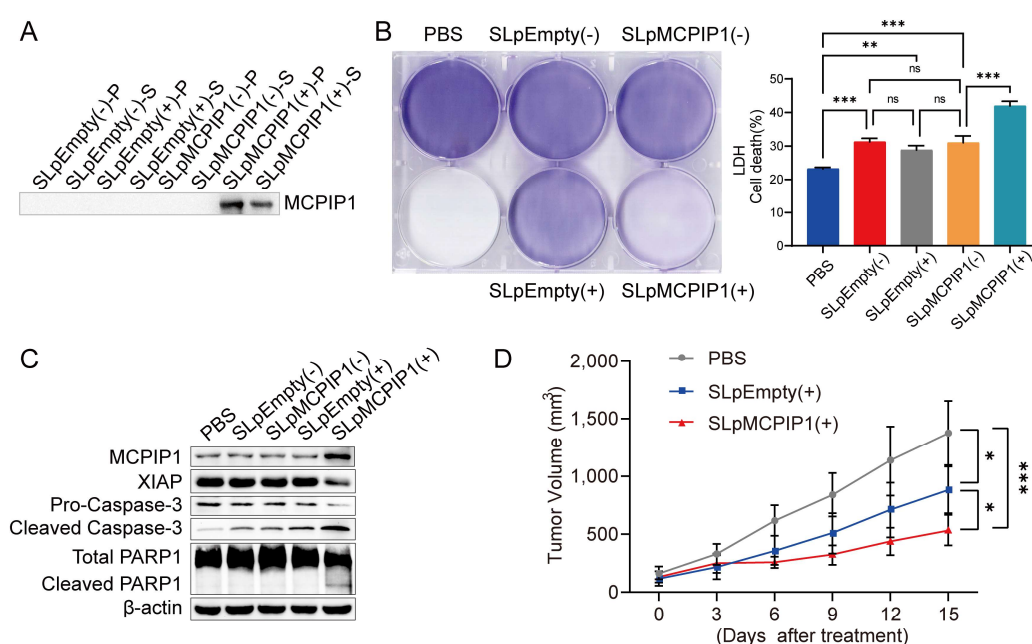 A
SLpEmpty(-)-P
SLpEmpty(-)-S
SLpEmpty(+)-P
SLpEmpty(+)-S
SLpMCPIP1(-)-P
SLpMCPIP1(-)-S
SLpMCPIP1(+)-P
SLpMCPIP1(+)-S
MCPIP1
B
PBS SLpEmpty(-) SLpMCPIP1(-)
SLpEmpty(+) SLpMCPIP1(+)
***
**
ns
*** ns ns ***
LDH
Cell death(%)
50
40
30
20
10
0
PBS
SLpEmpty(-)
SLpEmpty(+)
SLpMCPIP1(-)
SLpMCPIP1(+)
C
PBS
SLpEmpty(-)
SLpMCPIP1(-)
SLpEmpty(+)
SLpMCPIP1(+)
MCPIP1
XIAP
Pro-Caspase-3
Cleaved Caspase-3
Total PARP1
Cleaved PARP1
β-actin
D
Tumor Volume (mm³)
2,000
1,500
1,000
500
0
PBS
SLpEmpty(+)
SLpMCPIP1(+)
*
*
***
0 3 6 9 12 15
(Days after treatment)